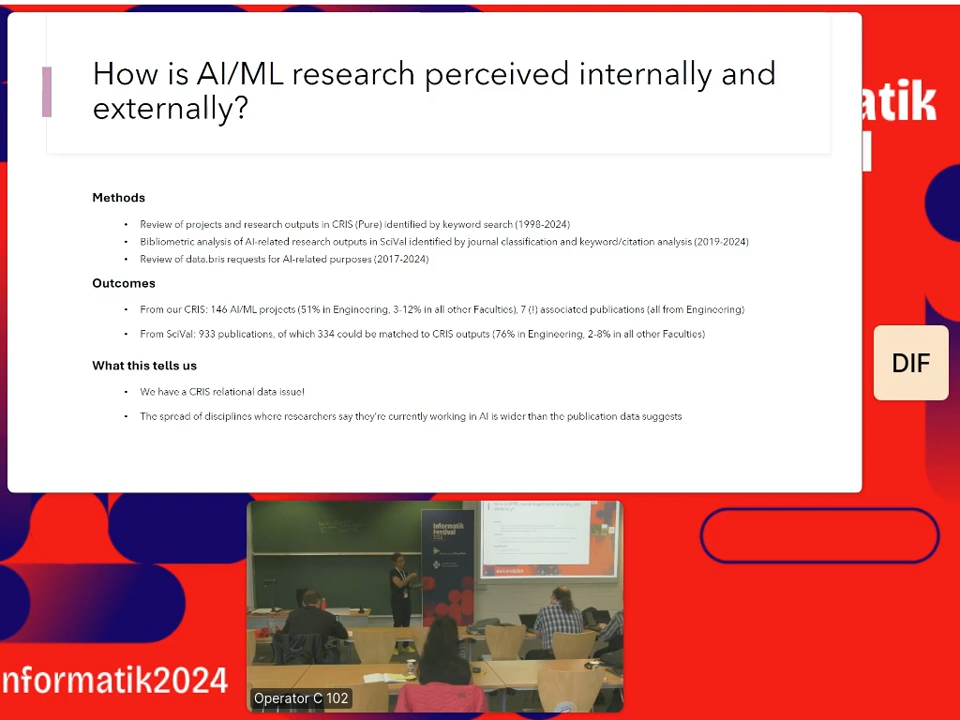 How is AI/ML research perceived internally and
externally?
Methods
• Review of projects and research outputs in CRIS (Pure) identified by keyword search (1998-2024)
• Bibliometric analysis of AI-related research outputs in SciVal identified by journal classification and keyword/citation analysis (2019-2024)
• Review of data.bris requests for AI-related purposes (2017-2024)
Outcomes
• From our CRIS: 146 AI/ML projects (51% in Engineering, 3-12% in all other Faculties), 7 (!) associated publications (all from Engineering)
• From SciVal: 933 publications, of which 334 could be matched to CRIS outputs (76% in Engineering, 2-8% in all other Faculties)
What this tells us
• We have a CRIS relational data issue!
• The spread of disciplines where researchers say they're currently working in AI is wider than the publication data suggests
atik
DIF
Informatik
Festival
nformatik2024
Operator C 102